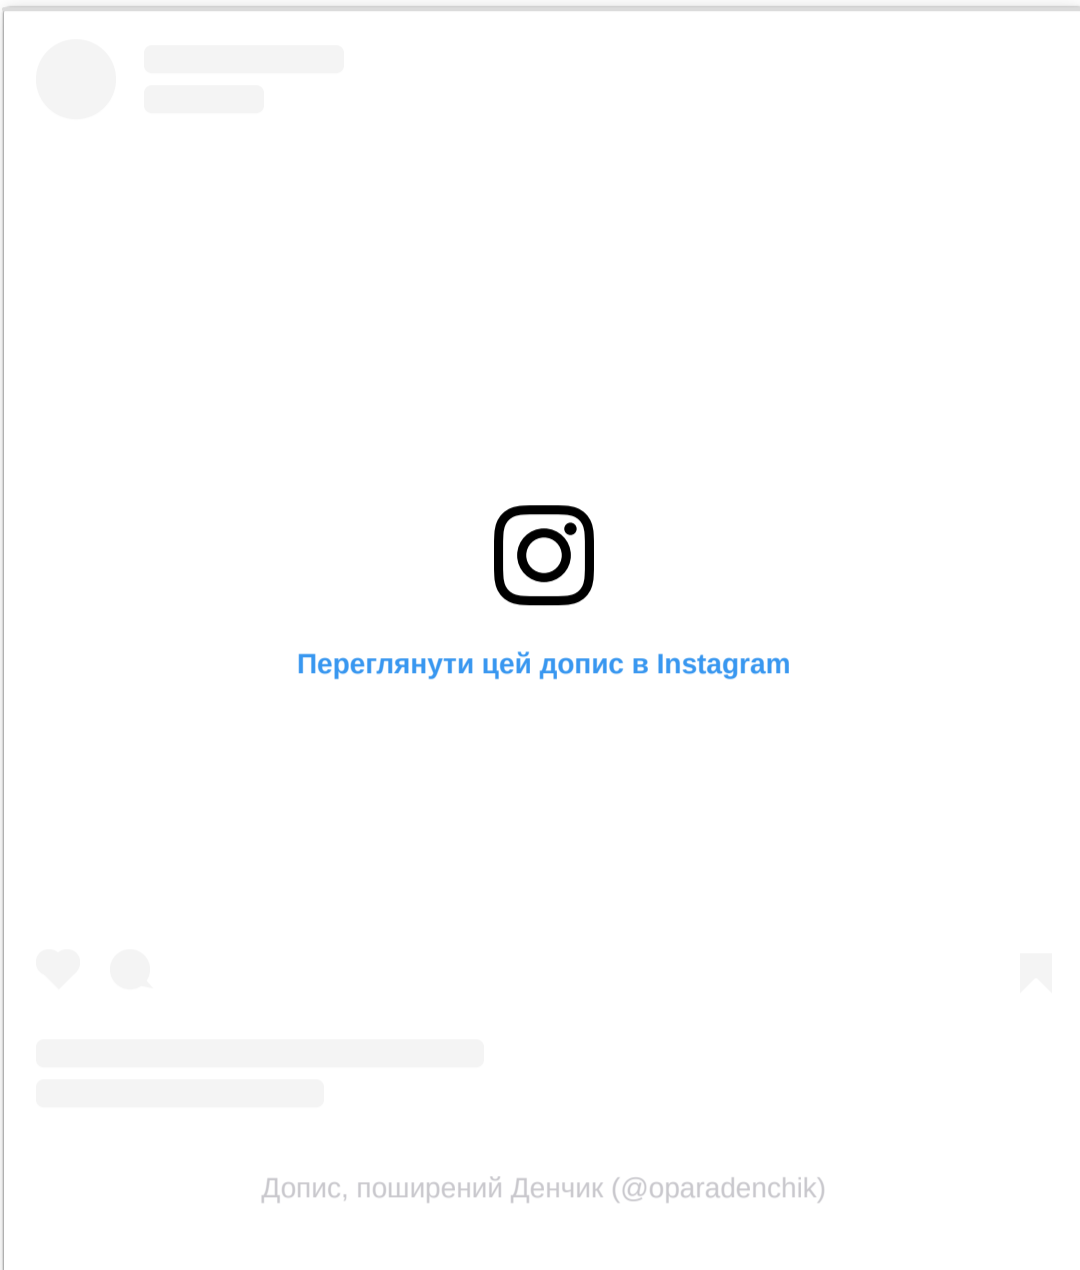 Переглянути цей допис в Instagram
Допис, поширений Денчик (@oparadenchik)